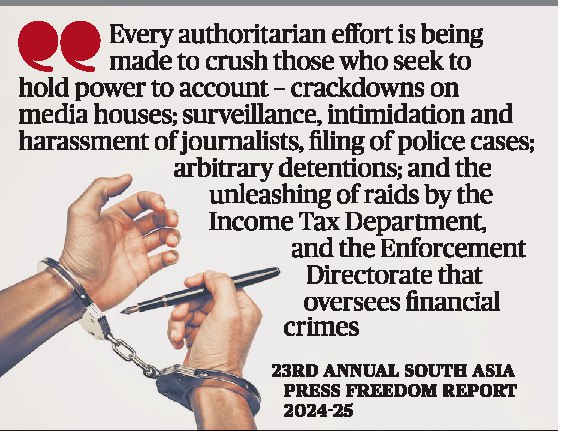 Every authoritarian effort is being
made to crush those who seek to
hold power to account – crackdowns on
media houses; surveillance, intimidation and
harassment of journalists, filing of police cases;
arbitrary detentions; and the
unleashing of raids by the
Income Tax Department,
and the Enforcement
Directorate that
oversees financial
crimes
23RD ANNUAL SOUTH ASIA
PRESS FREEDOM REPORT
2024-25